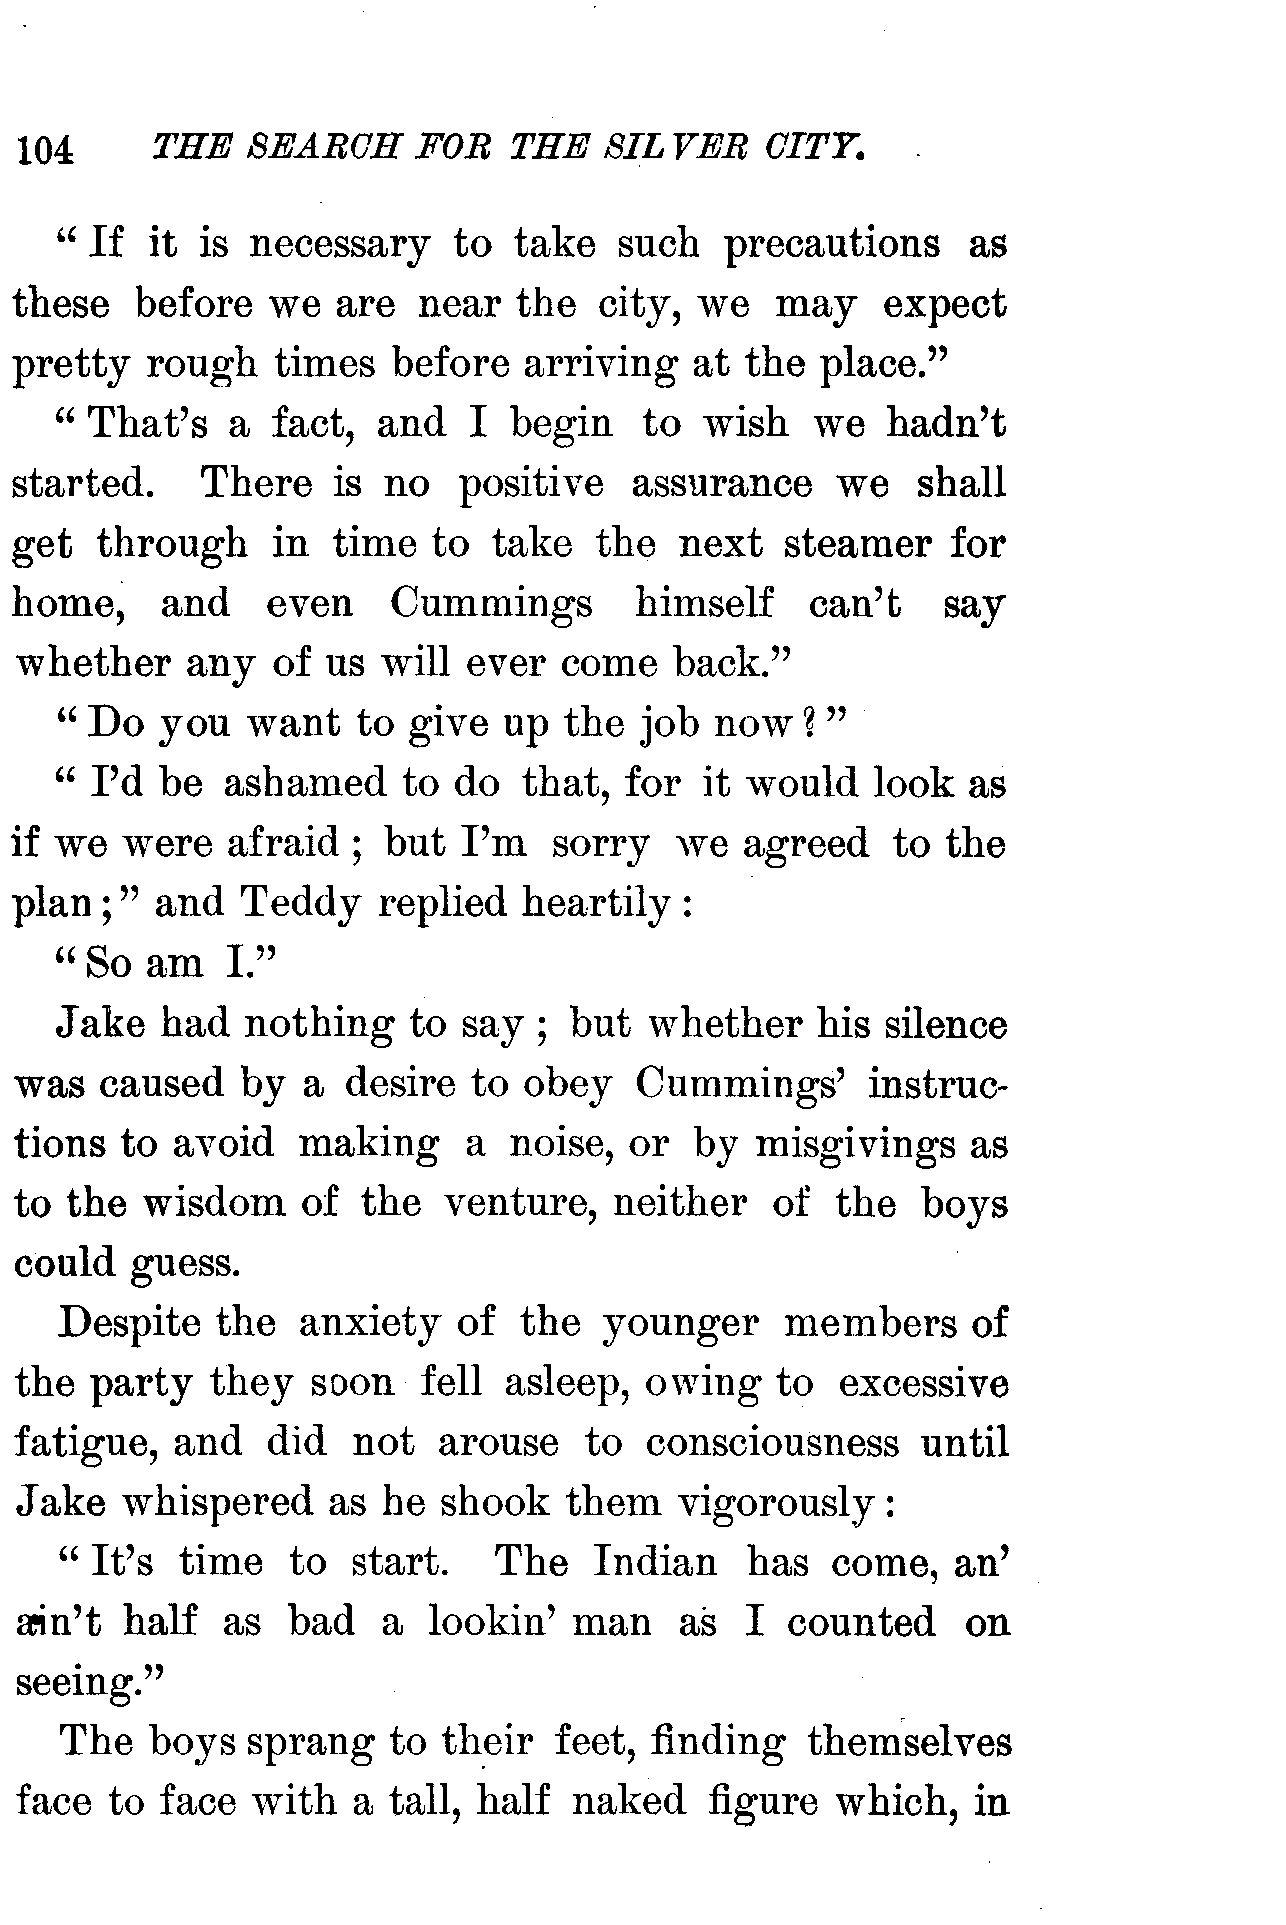 104 THE SEARCH FOR THE SILVER CITY.
“ If it is necessary to take such precautions as
these before we are near the city, we may expect
pretty rough times before arriving at the place.”
“ That’s a fact, and I begin to wish we hadn’t
started. There is no positive assurance we shall
get through in time to take the next steamer for
home, and even Cummings himself can’t say
whether any of us will ever come back.”
“ Do you want to give up the job now ? ”
“ I’d be ashamed to do that, for it would look as
if we were afraid ; but I’m sorry we agreed to the
plan ; ” and Teddy replied heartily :
“ So am I.”
Jake had nothing to say ; but whether his silence
was caused by a desire to obey Cummings’ instruc-
tions to avoid making a noise, or by misgivings as
to the wisdom of the venture, neither of the boys
could guess.
Despite the anxiety of the younger members of
the party they soon fell asleep, owing to excessive
fatigue, and did not arouse to consciousness until
Jake whispered as he shook them vigorously :
“ It’s time to start. The Indian has come, an’
ain’t half as bad a lookin’ man as I counted on
seeing.”
The boys sprang to their feet, finding themselves
face to face with a tall, half naked figure which, in